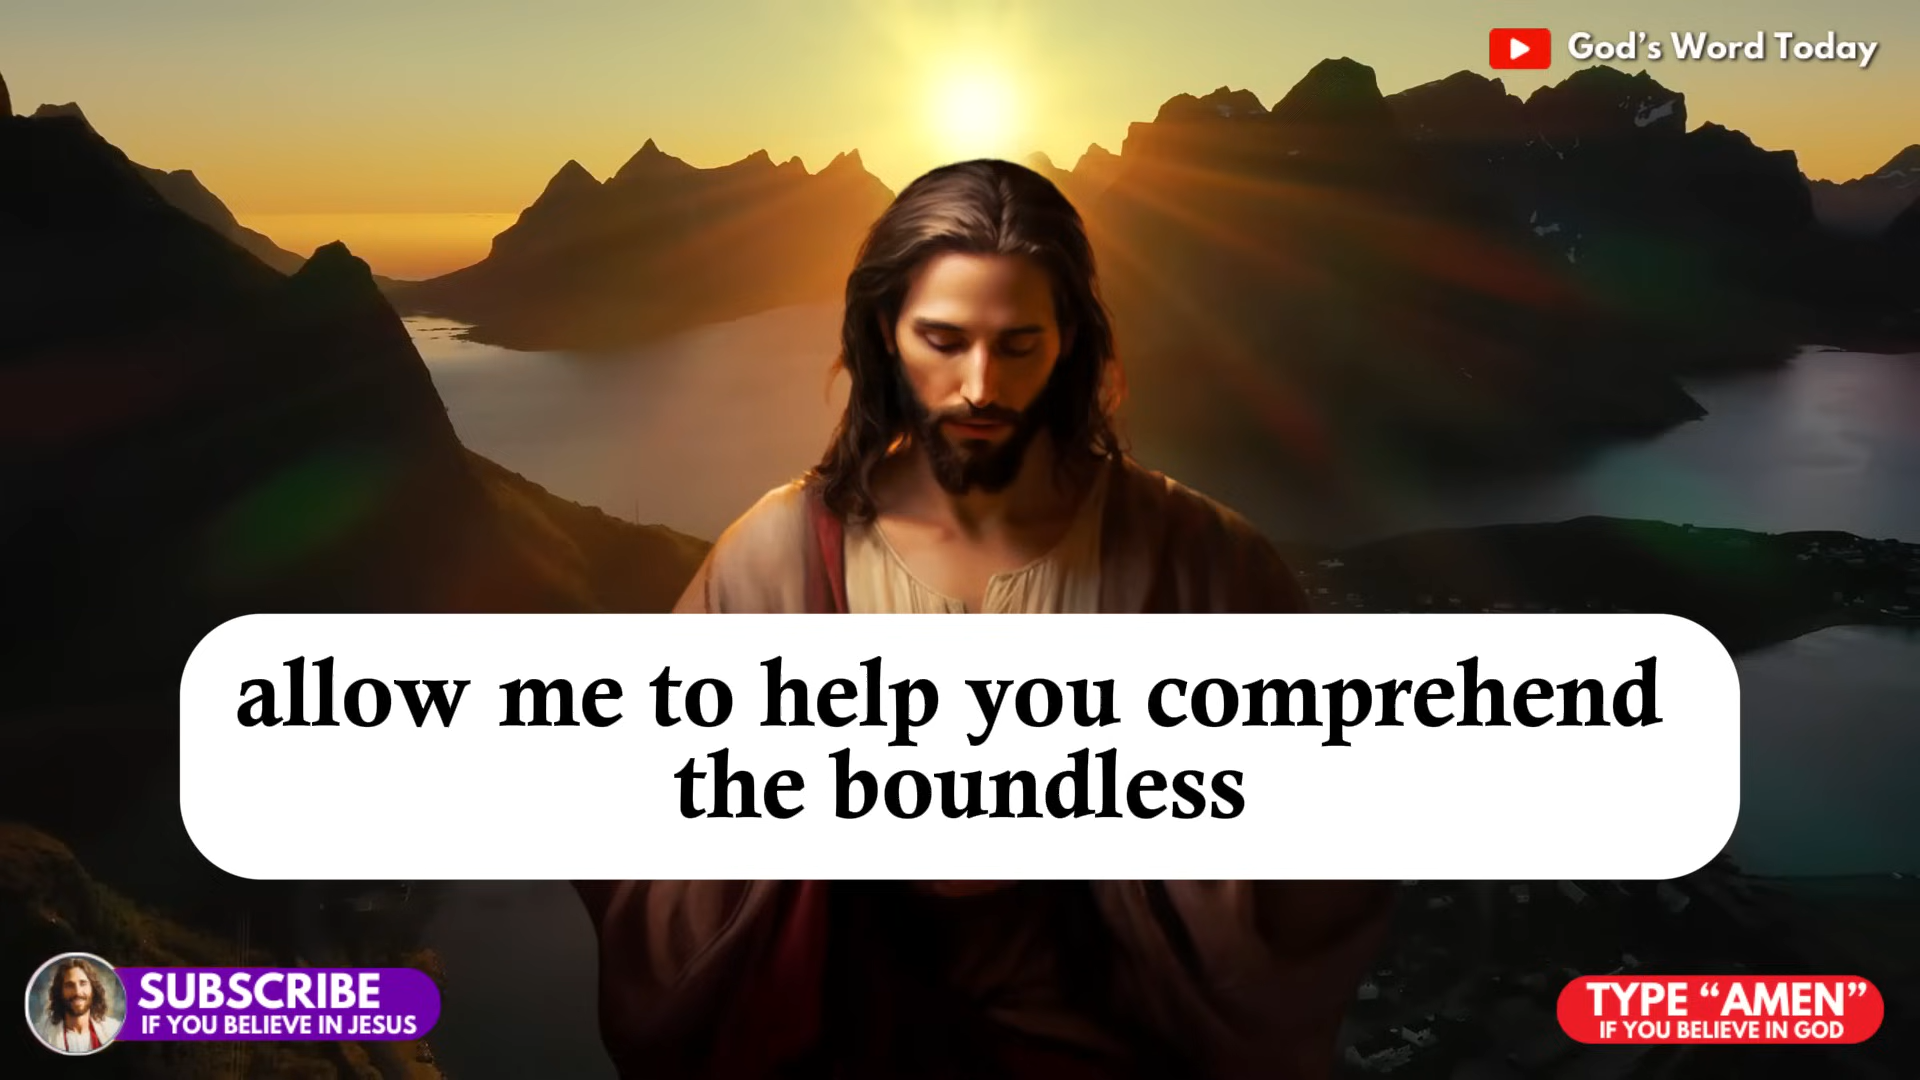 God's Word Today
allow me to help you comprehend
the boundless
SUBSCRIBE
IF YOU BELIEVE IN JESUS
TYPE “AMEN”
IF YOU BELIEVE IN GOD